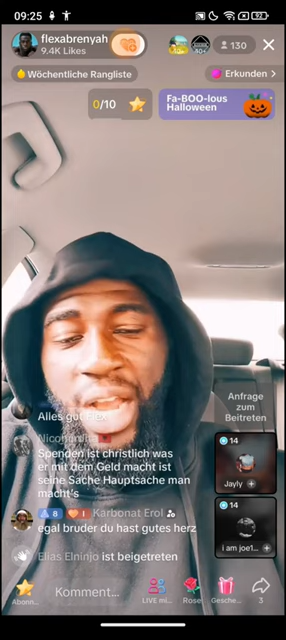 09:25
92
flexabrenyah
9.4K Likes
130
Wöchentliche Rangliste
Erkunden >
0/10
Fa-BOO-lous
Halloween
Alles gut
Anfrage
zum
Beitreten
Spenden ist christlich was
er mit dem Geld macht ist
seine Sache Hauptsache man
macht's
14
Jayly +
8 1 Karbonat Erol
egal bruder du hast gutes herz
14
i am joe1... +
Elias Elninjo ist beigetreten
Abonn...
Kommentar...
LIVE mi...
Rose
Gesche...
3